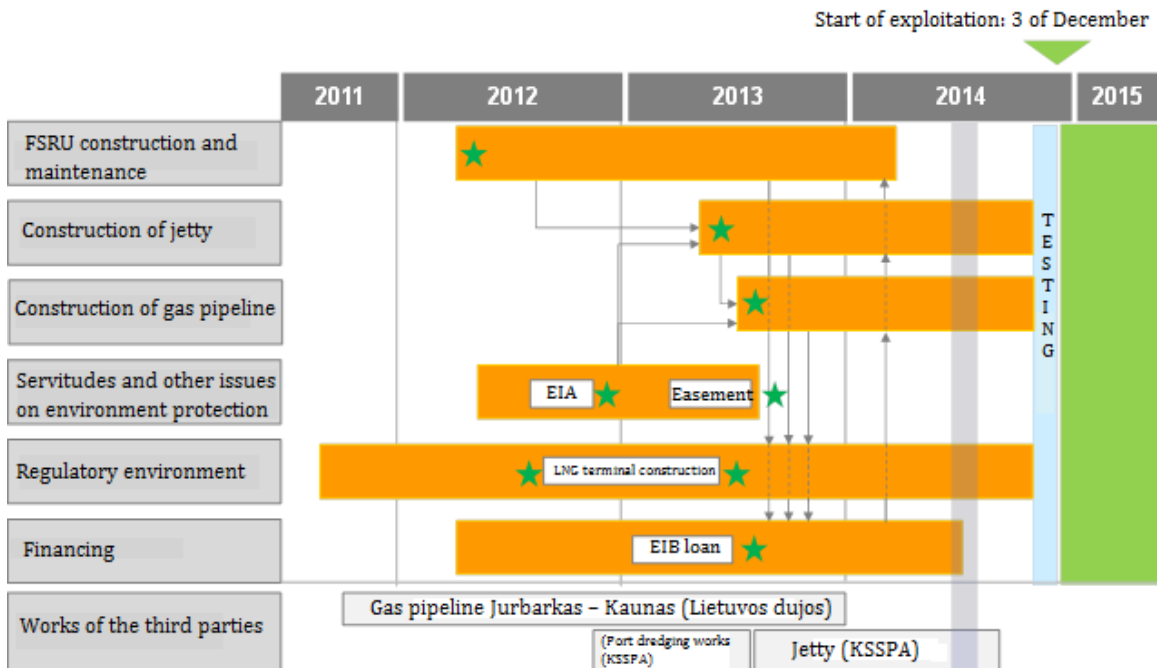 Start of exploitation: 3 of December
2011
2012
2013
2014
2015
FSRU construction and
maintenance
Construction of jetty
Construction of gas pipeline
Servitudes and other issues
on environment protection
EIA
Easement
Regulatory environment
LNG terminal construction
Financing
EIB loan
TESTING
Works of the third parties
Gas pipeline Jurbarkas – Kaunas (Lietuvos dujos)
(Port dredging works
(KSSPA)
Jetty (KSSPA)